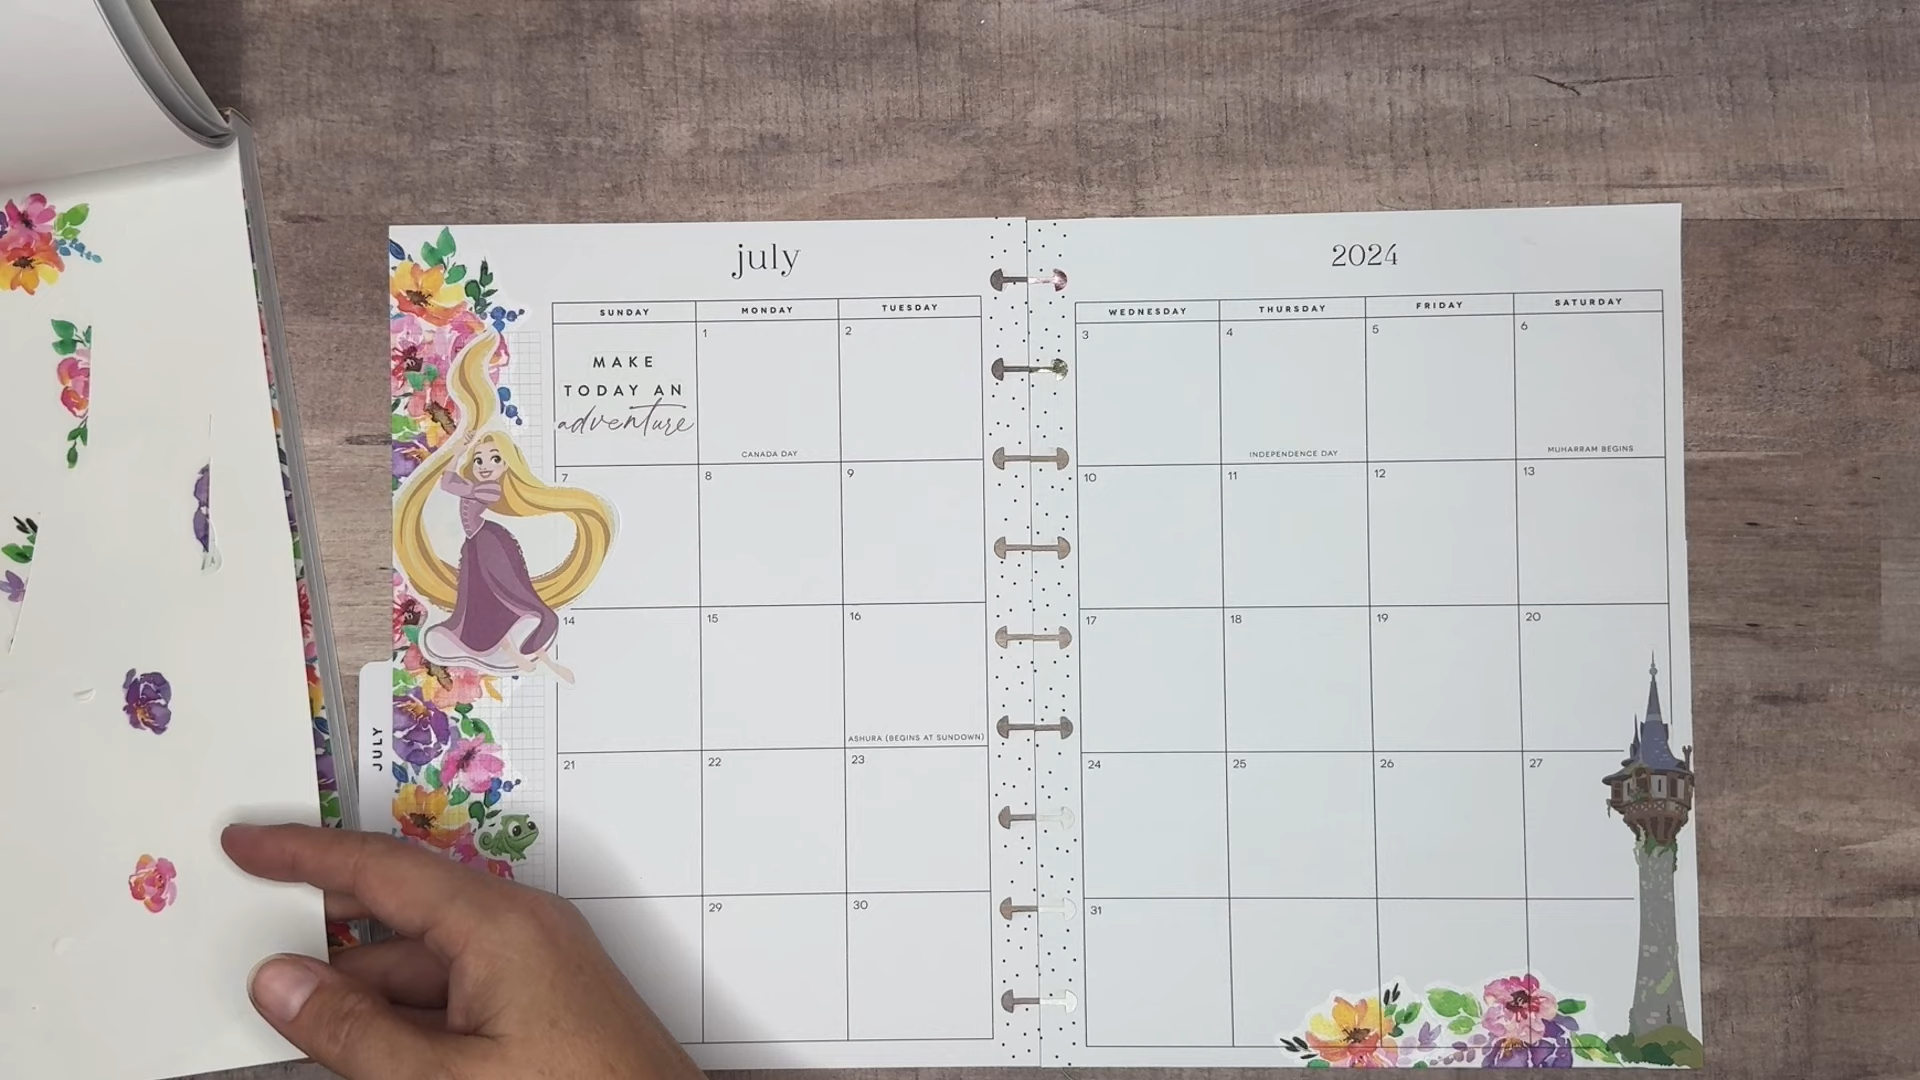 july
2024
SUNDAY
MONDAY
TUESDAY
WEDNESDAY
THURSDAY
FRIDAY
SATURDAY
MAKE
TODAY AN
adventure
1
CANADA DAY
2
3
4
INDEPENDENCE DAY
5
6
MUHARRAM BEGINS
7
8
9
10
11
12
13
14
15
16
ASHURA (BEGINS AT SUNDOWN)
17
18
19
20
JULY
21
22
23
24
25
26
27
29
30
31